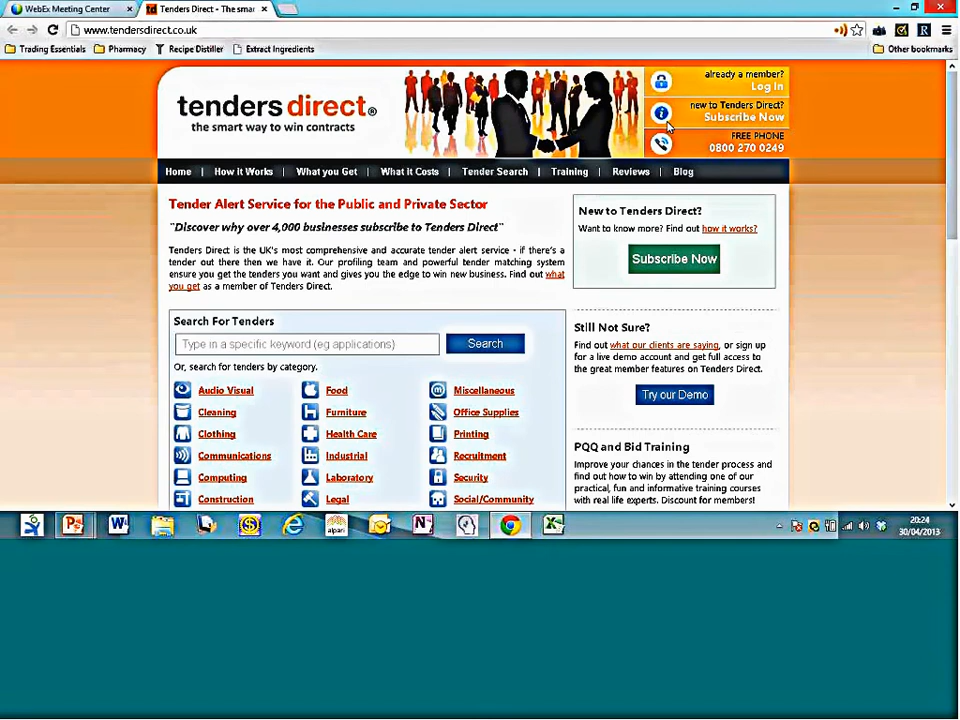 WebEx Meeting Center
Tenders Direct - The smar
www.tendersdirect.co.uk
Trading Essentials
Pharmacy
Recipe Distiller
Extract Ingredients
Other bookmarks
tendersdirect®
the smart way to win contracts
already a member?
Log In
new to Tenders Direct?
Subscribe Now
FREE PHONE
0800 270 0249
Home | How it Works | What you Get | What it Costs | Tender Search | Training | Reviews | Blog
Tender Alert Service for the Public and Private Sector
"Discover why over 4,000 businesses subscribe to Tenders Direct"
Tenders Direct is the UK's most comprehensive and accurate tender alert service - if there's a
tender out there then we have it. Our profiling team and powerful tender matching system
ensure you get the tenders you want and gives you the edge to win new business. Find out what
you get as a member of Tenders Direct.
Search For Tenders
Type in a specific keyword (eg applications)
Search
Or, search for tenders by category.
Audio Visual
Food
Miscellaneous
Cleaning
Furniture
Office Supplies
Clothing
Health Care
Printing
Communications
Industrial
Recruitment
Computing
Laboratory
Security
Construction
Legal
Social/Community
New to Tenders Direct?
Want to know more? Find out how it works?
Subscribe Now
Still Not Sure?
Find out what our clients are saying, or sign up
for a live demo account and get full access to
the great member features on Tenders Direct.
Try our Demo
PQQ and Bid Training
Improve your chances in the tender process and
find out how to win by attending one of our
practical, fun and informative training courses
with real life experts. Discount for members!
alpari
20:24
30/04/2013